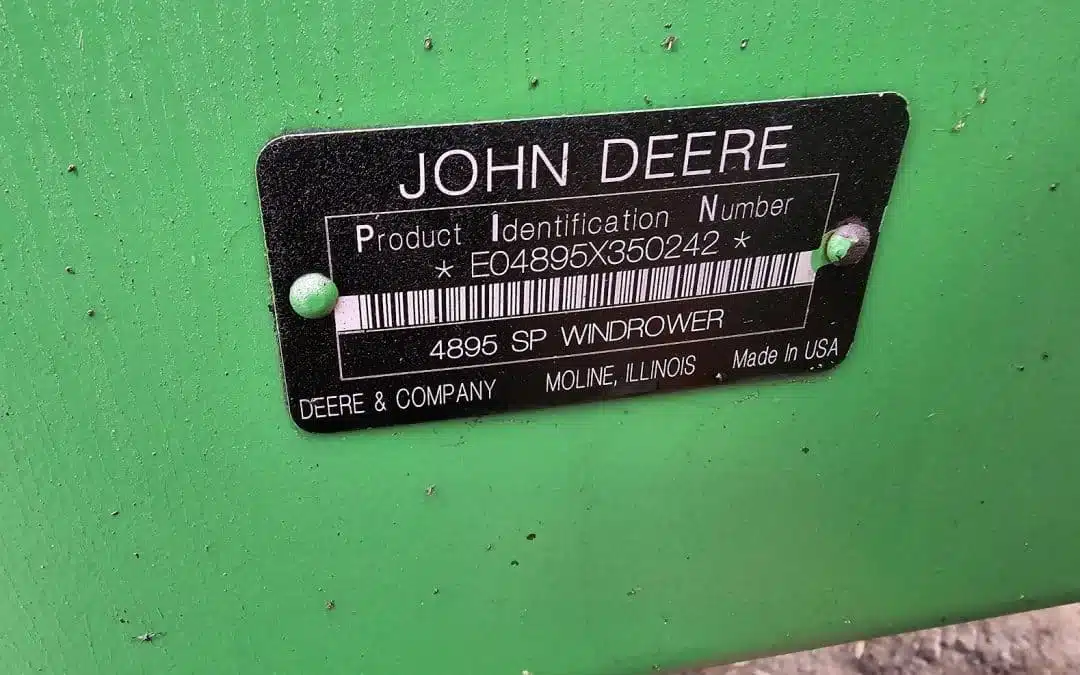 JOHN DEERE
Product Identification Number
* E04895X350242 *
4895 SP WINDROWER
DEERE & COMPANY MOLINE, ILLINOIS Made In USA